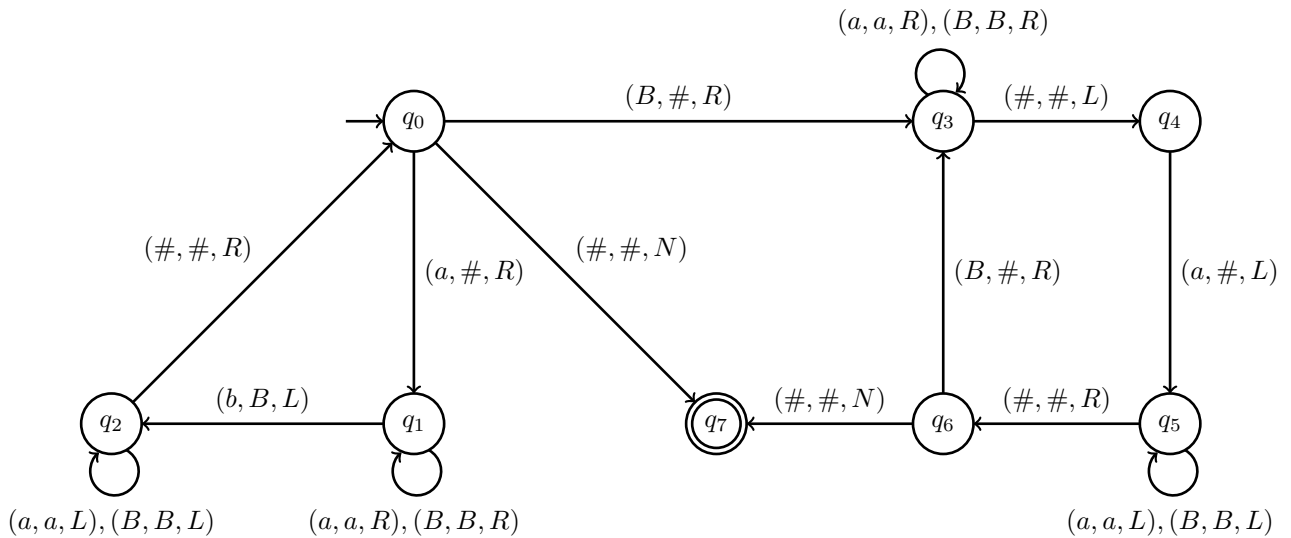 (a, a, R), (B, B, R)
(B, #, R)
(#, #, L)
q0
q3
q4
(#, #, R)
(a, #, R)
(#, #, N)
(B, #, R)
(a, #, L)
(b, B, L)
(#, #, N)
(#, #, R)
q2
q1
q7
q6
q5
(a, a, L), (B, B, L)
(a, a, R), (B, B, R)
(a, a, L), (B, B, L)